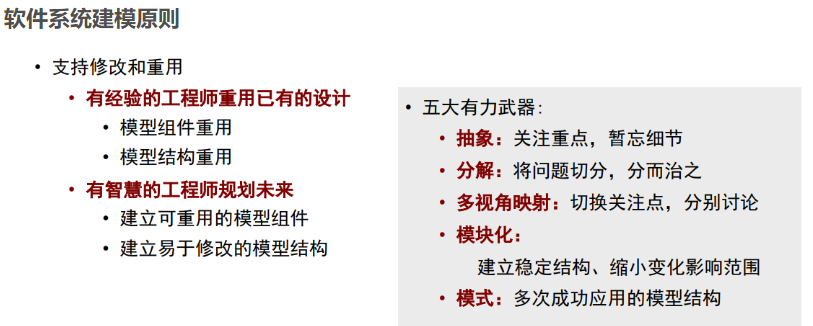 软件系统建模原则
• 支持修改和重用
• 有经验的工程师重用已有的设计
• 模型组件重用
• 模型结构重用
• 有智慧的工程师规划未来
• 建立可重用的模型组件
• 建立易于修改的模型结构
• 五大有力武器:
• 抽象：关注重点，暂忘细节
• 分解：将问题切分，分而治之
• 多视角映射：切换关注点，分别讨论
• 模块化：
建立稳定结构、缩小变化影响范围
• 模式：多次成功应用的模型结构